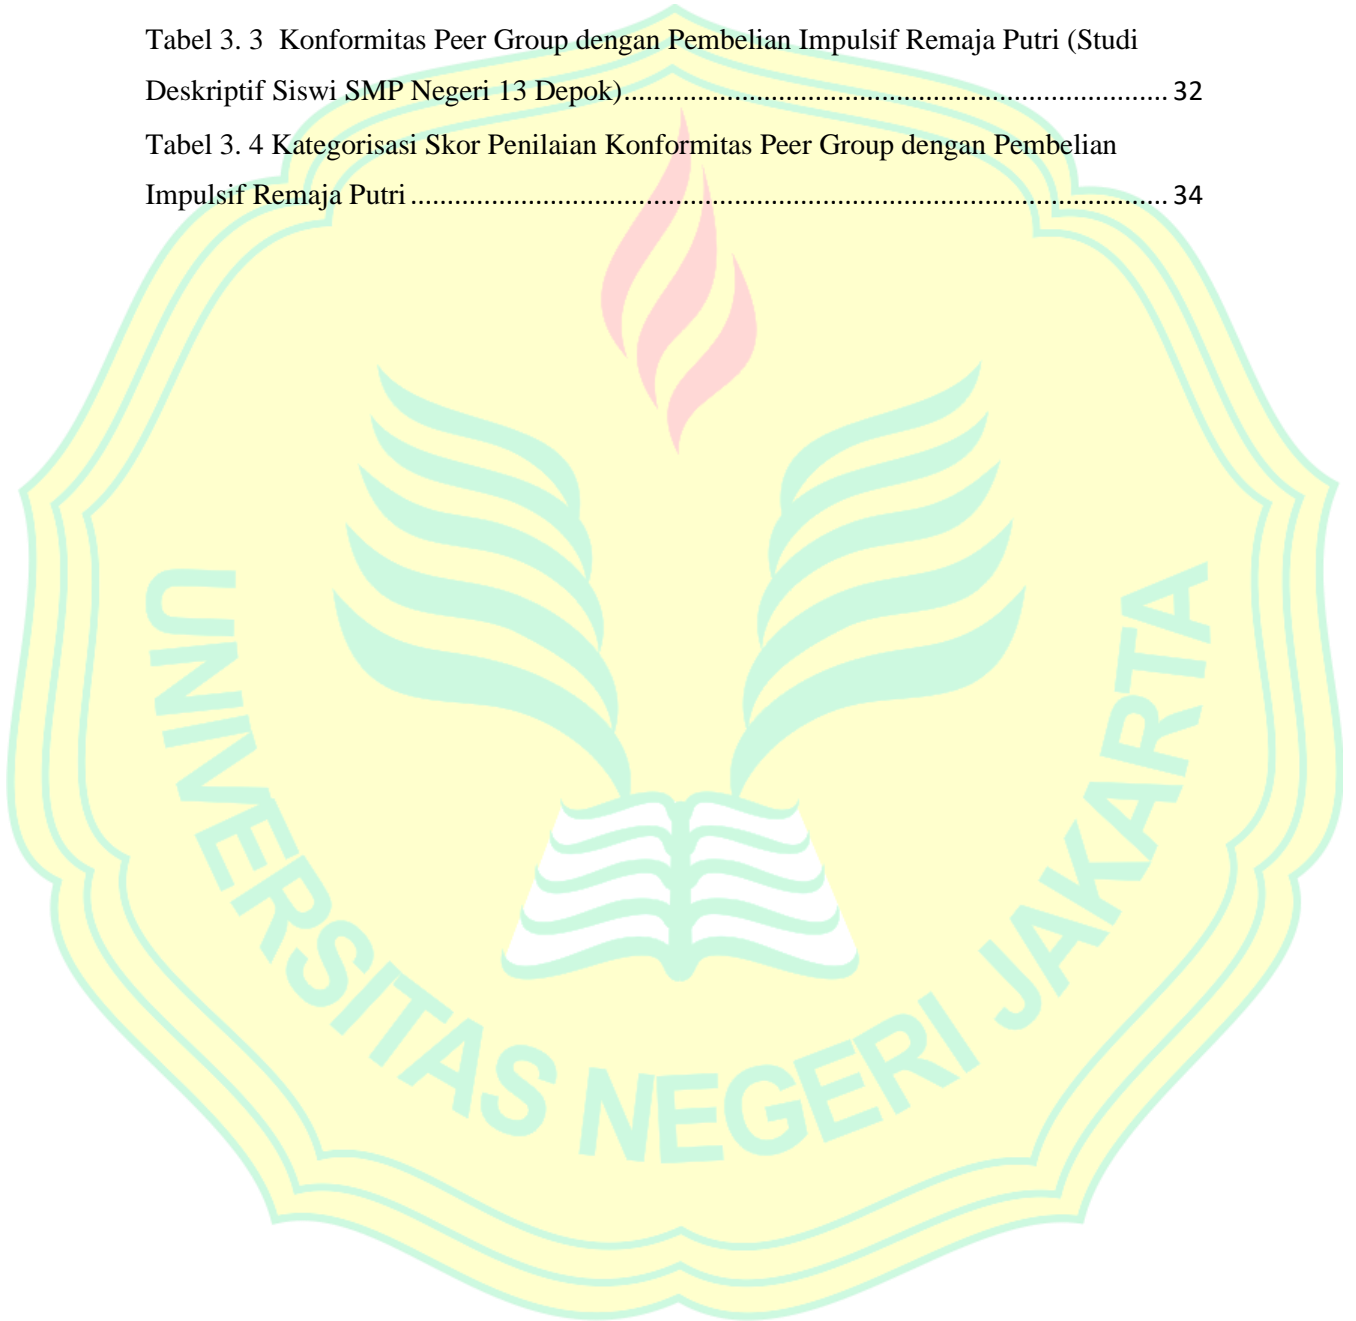 Tabel 3. 3  Konformitas Peer Group dengan Pembelian Impulsif Remaja Putri (Studi
Deskriptif Siswi SMP Negeri 13 Depok)............................................................................................ 32
Tabel 3. 4 Kategorisasi Skor Penilaian Konformitas Peer Group dengan Pembelian
Impulsif Remaja Putri.................................................................................................................................. 34
UNIVERSITAS NEGERI JAKARTA